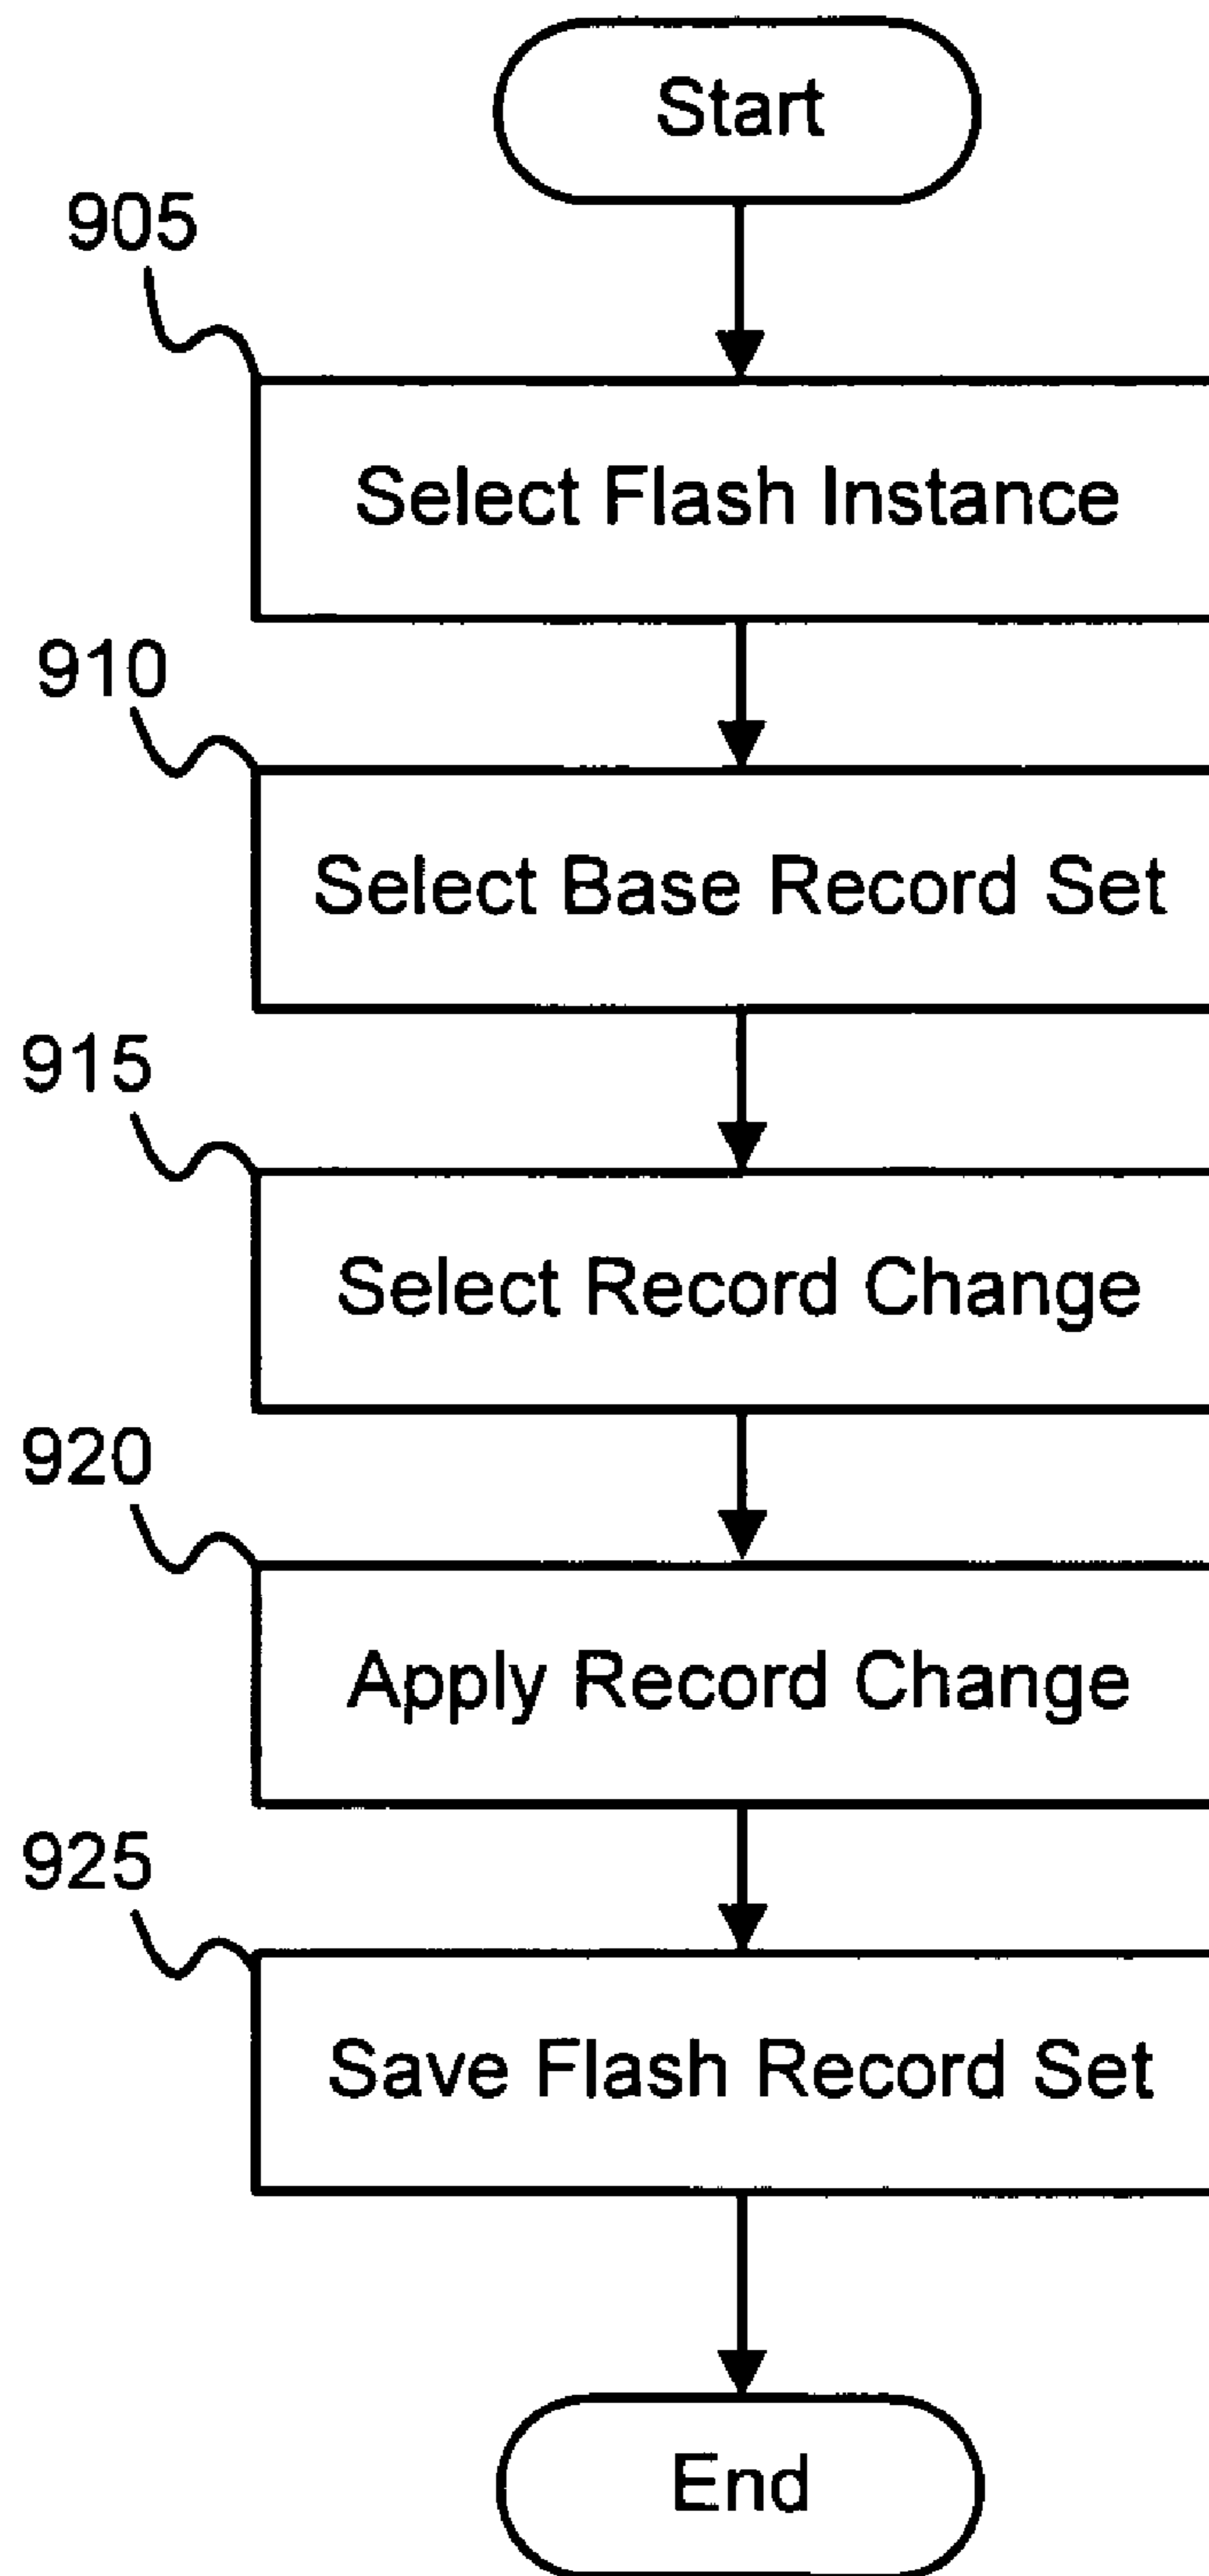 Start
905
Select Flash Instance
910
Select Base Record Set
915
Select Record Change
920
Apply Record Change
925
Save Flash Record Set
End